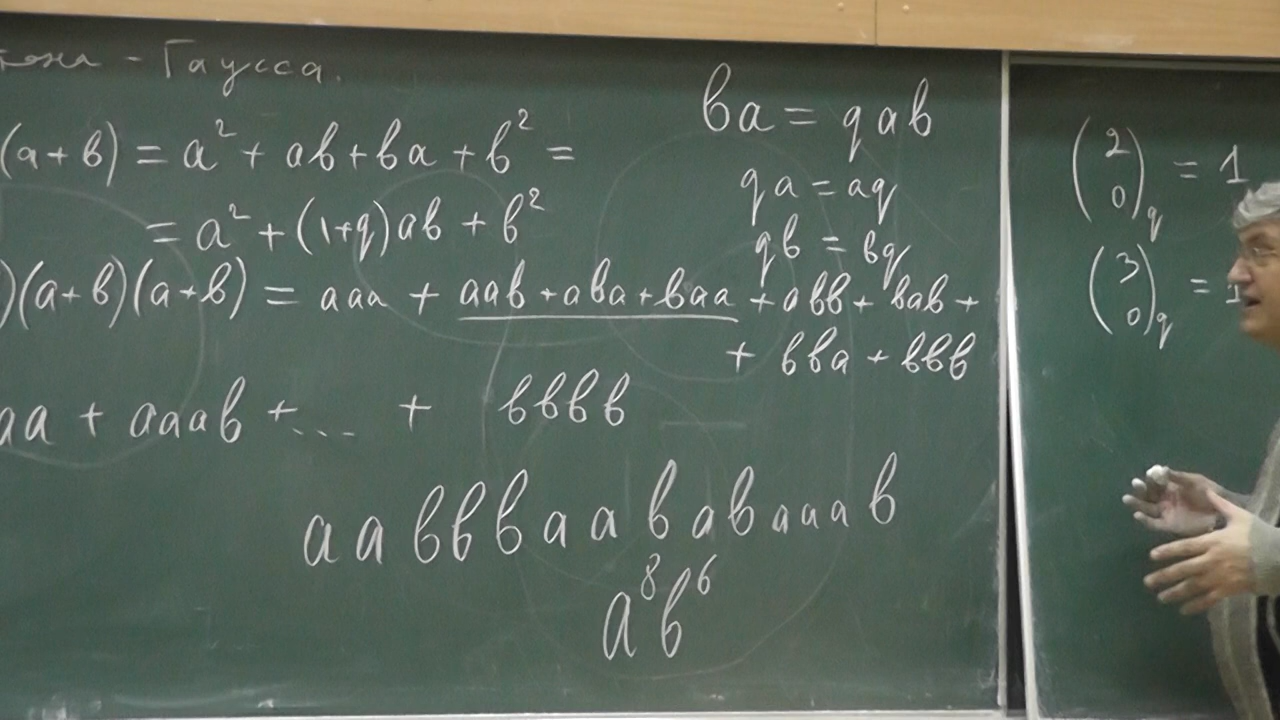 - Гаусса.
(a + b) = a² + ab + ba + b² =
= a² + (1+q)ab + b²
)(a + b)(a + b) = aaa + aab + aba + baa + abb + bab +
+ bba + bbb
aa + aaab + ... + bbbb
aabbbaababaaab
a⁸b⁶
ba = qab
qa = aq
qb = bq
(2 0)q = 1
(3 0)q = 1